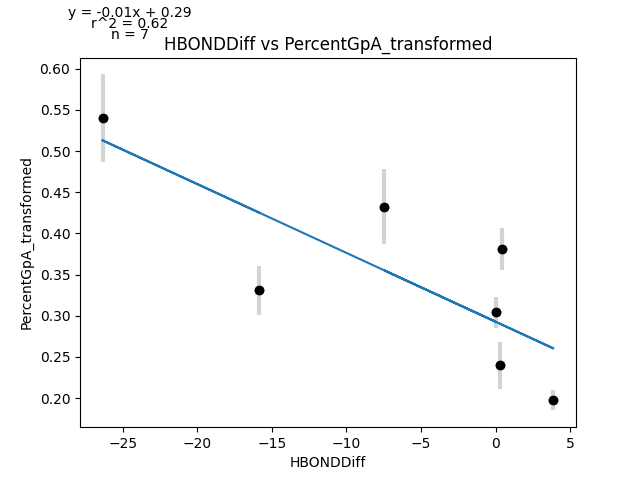 y = -0.01x + 0.29
r^2 = 0.62
n = 7
HBONDDiff vs PercentGpA_transformed
0.60
0.55
0.50
0.45
0.40
0.35
0.30
0.25
0.20
PercentGpA_transformed
−25 −20 −15 −10 −5 0 5
HBONDDiff